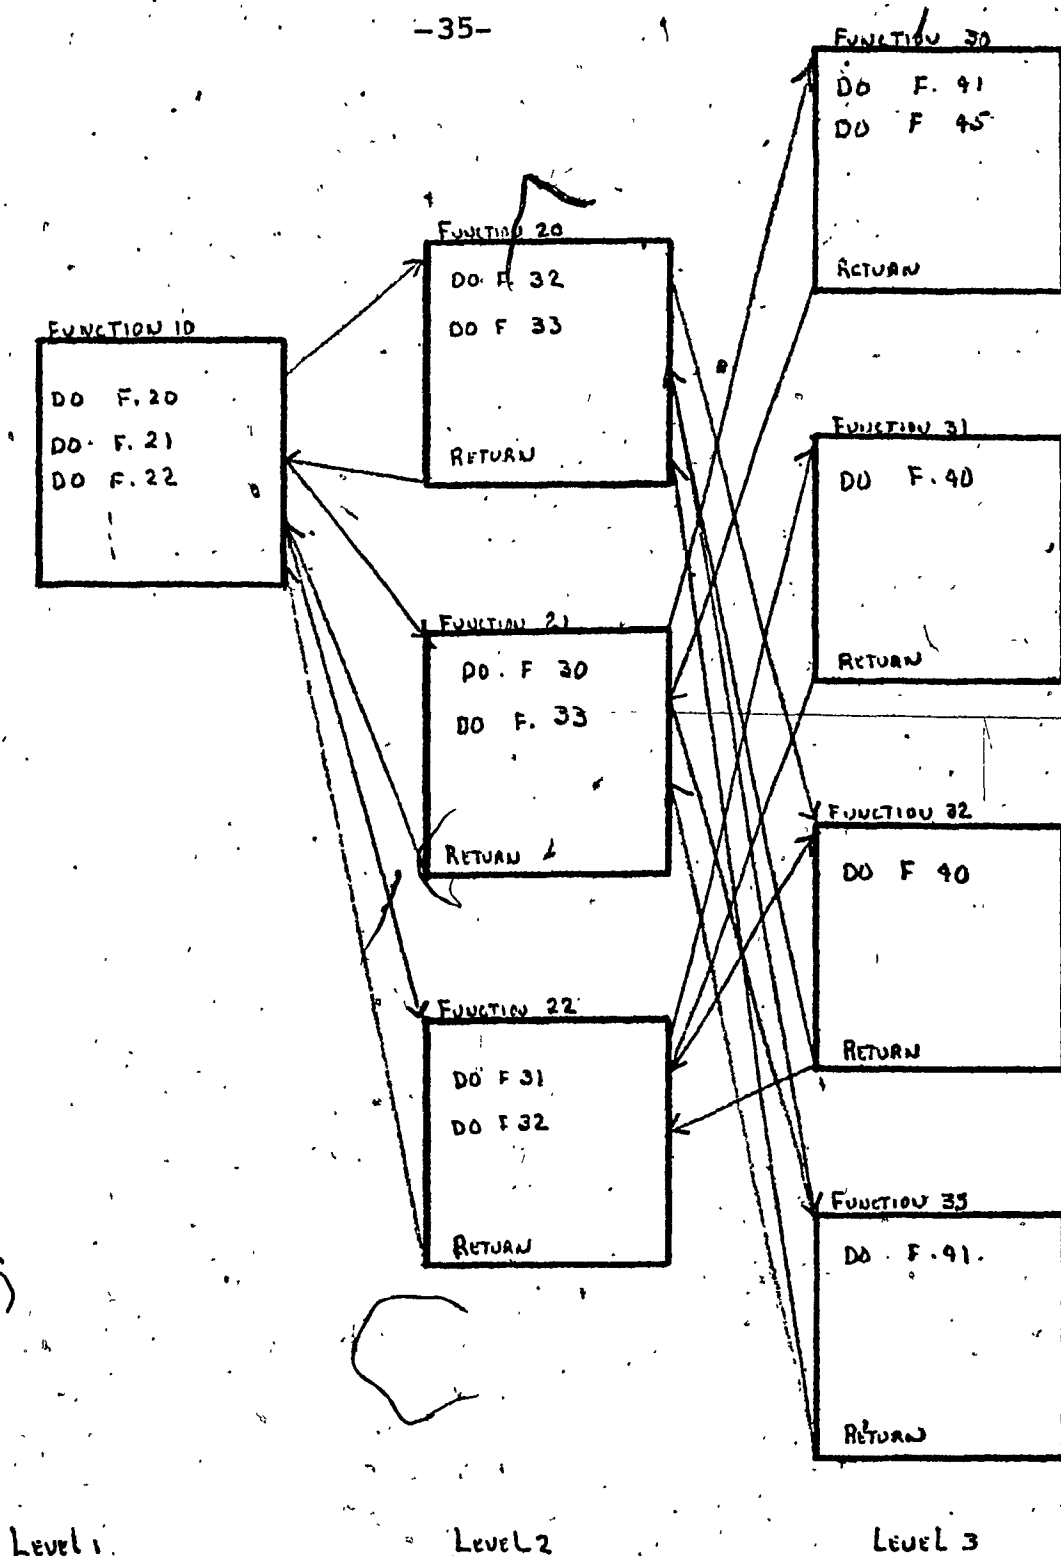 -35-
FUNCTION 10
DO F. 20
DO F. 21
DO F. 22
FUNCTION 20
DO F. 32
DO F 33
RETURN
FUNCTION 21
DO. F 30
DO F. 33
RETURN
FUNCTION 22
DO F 31
DO F 32
RETURN
FUNCTION 30
DO F. 41
DO F 45
RETURN
FUNCTION 31
DO F. 40
RETURN
FUNCTION 32
DO F 40
RETURN
FUNCTION 33
DO F. 41.
RETURN
LEVEL 1
LEVEL 2
LEVEL 3